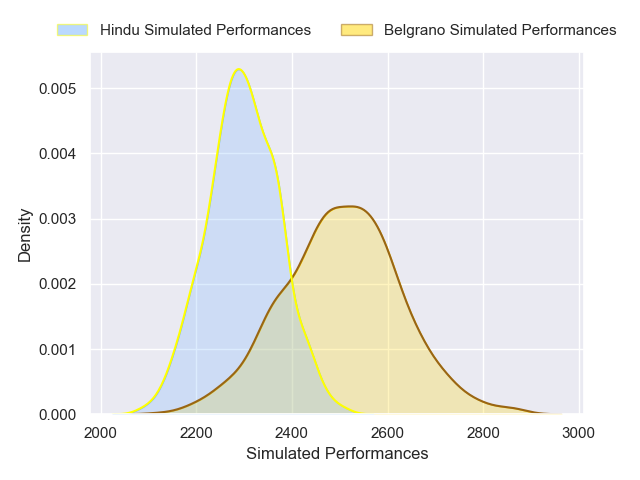 Hindu Simulated Performances Belgrano Simulated Performances
0.005
0.004
0.003
0.002
0.001
0.000
Density
2000 2200 2400 2600 2800 3000
Simulated Performances